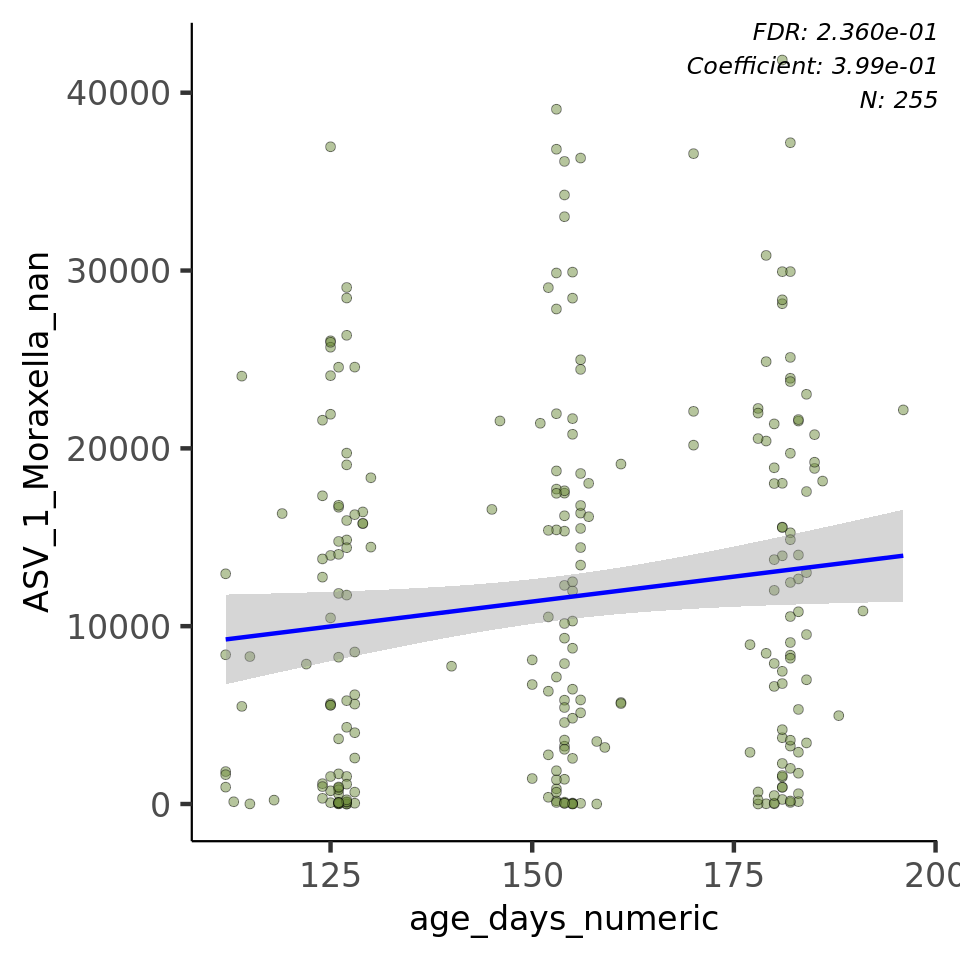 FDR: 2.360e-01
Coefficient: 3.99e-01
N: 255
40000
30000
20000
10000
0
ASV_1_Moraxella_nan
125 150 175 200
age_days_numeric